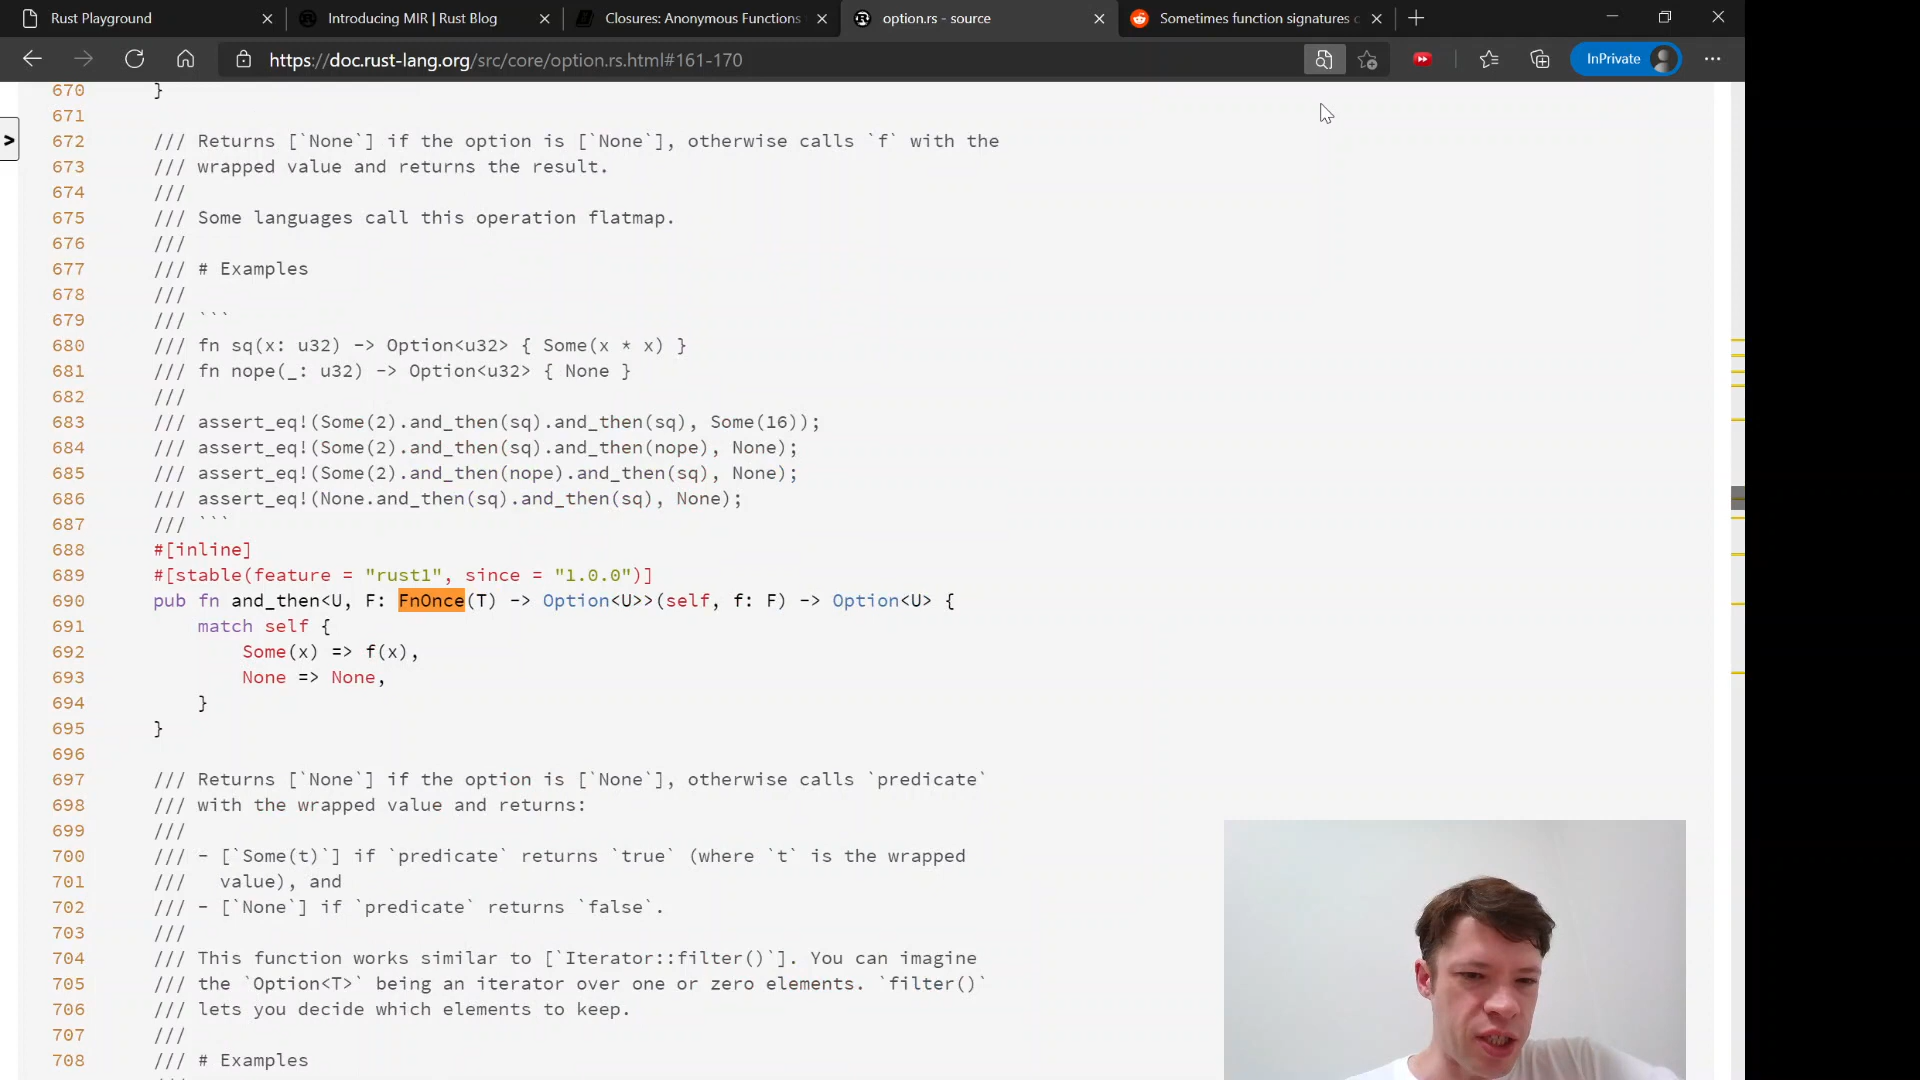 Rust Playground
Introducing MIR | Rust Blog
Closures: Anonymous Functions
option.rs - source
Sometimes function signatures c
https://doc.rust-lang.org/src/core/option.rs.html#161-170
InPrivate
670 }
671
672 /// Returns [`None`] if the option is [`None`], otherwise calls `f` with the
673 /// wrapped value and returns the result.
674 ///
675 /// Some languages call this operation flatmap.
676 ///
677 /// # Examples
678 ///
679 /// ```
680 /// fn sq(x: u32) -> Option<u32> { Some(x * x) }
681 /// fn nope(_: u32) -> Option<u32> { None }
682 ///
683 /// assert_eq!(Some(2).and_then(sq).and_then(sq), Some(16));
684 /// assert_eq!(Some(2).and_then(sq).and_then(nope), None);
685 /// assert_eq!(Some(2).and_then(nope).and_then(sq), None);
686 /// assert_eq!(None.and_then(sq).and_then(sq), None);
687 /// ```
688 #[inline]
689 #[stable(feature = "rust1", since = "1.0.0")]
690 pub fn and_then<U, F: FnOnce(T) -> Option<U>>(self, f: F) -> Option<U> {
691 match self {
692 Some(x) => f(x),
693 None => None,
694 }
695 }
696
697 /// Returns [`None`] if the option is [`None`], otherwise calls `predicate`
698 /// with the wrapped value and returns:
699 ///
700 /// - [`Some(t)`] if `predicate` returns `true` (where `t` is the wrapped
701 /// value), and
702 /// - [`None`] if `predicate` returns `false`.
703 ///
704 /// This function works similar to [`Iterator::filter()`]. You can imagine
705 /// the `Option<T>` being an iterator over one or zero elements. `filter()`
706 /// lets you decide which elements to keep.
707 ///
708 /// # Examples